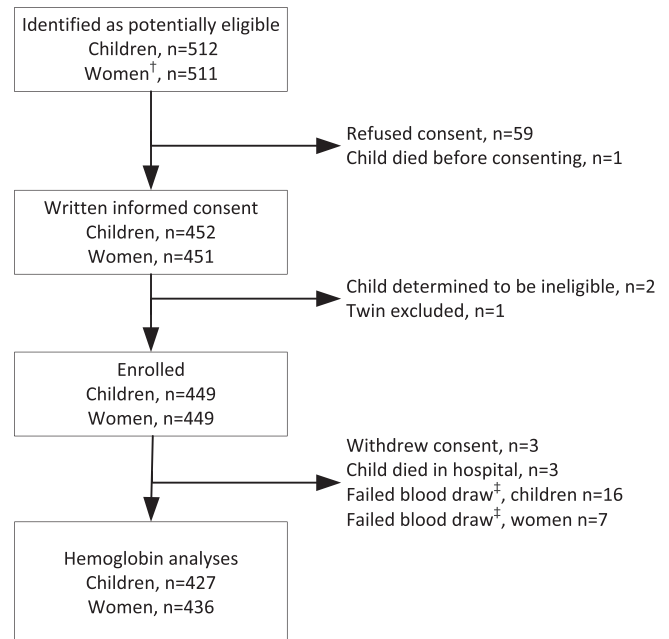 Identified as potentially eligible
Children, n=512
Women†, n=511
Refused consent, n=59
Child died before consenting, n=1
Written informed consent
Children, n=452
Women, n=451
Child determined to be ineligible, n=2
Twin excluded, n=1
Enrolled
Children, n=449
Women, n=449
Withdrew consent, n=3
Child died in hospital, n=3
Failed blood draw‡, children n=16
Failed blood draw‡, women n=7
Hemoglobin analyses
Children, n=427
Women, n=436